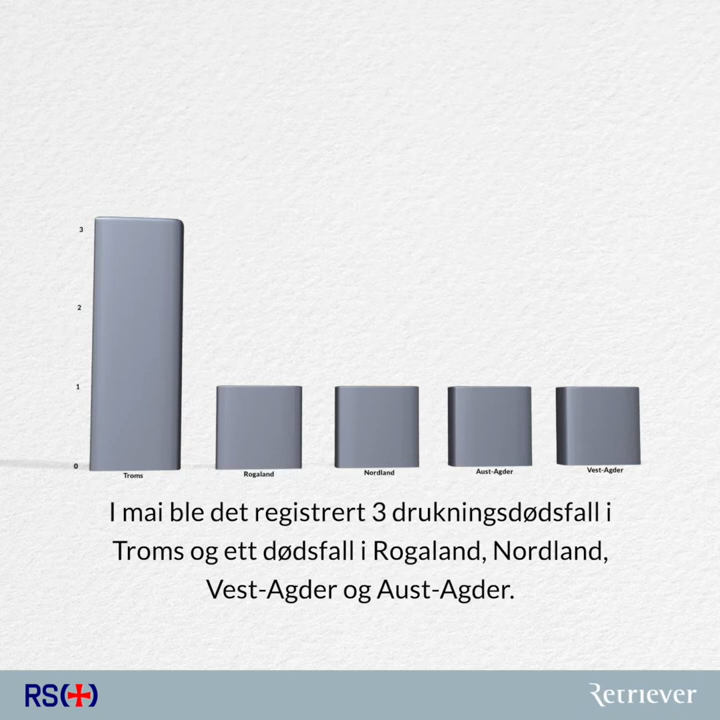 3
2
1
0
Troms
Rogaland
Nordland
Aust-Agder
Vest-Agder
I mai ble det registrert 3 drukningsdødsfall i
Troms og ett dødsfall i Rogaland, Nordland,
Vest-Agder og Aust-Agder.
RS
Retriever